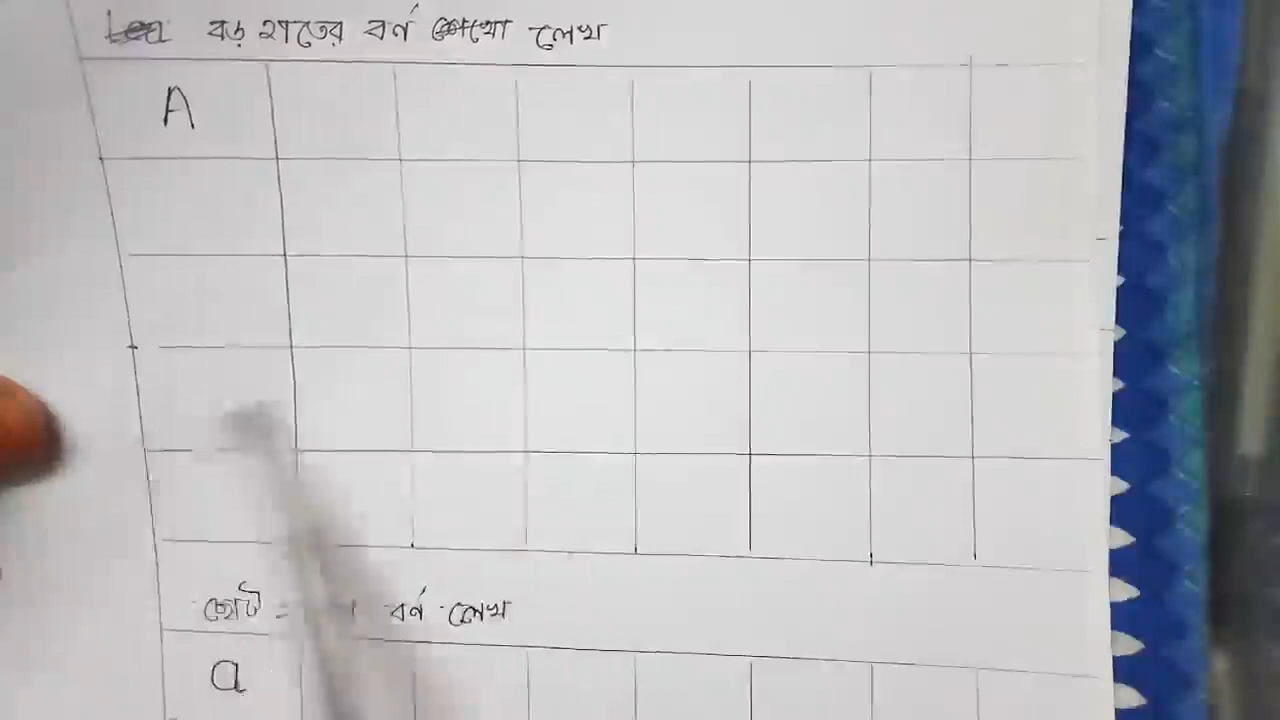 বড় হাতের বর্ন লেখ
A
ছোট = বর্ন লেখ
a